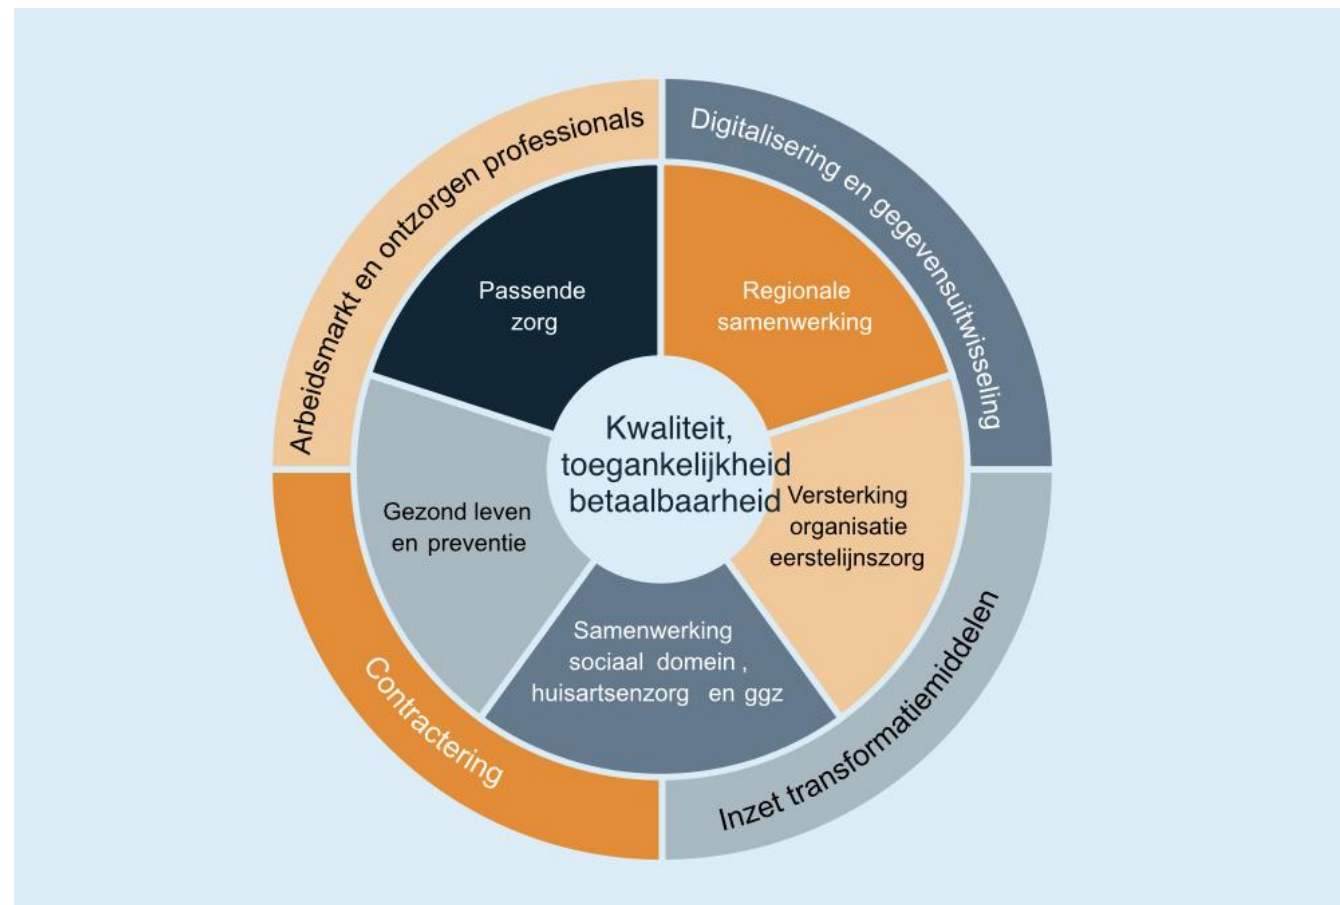 Arbeidsmarkt en ontzorgen professionals
Digitalisering en gegevensuitwisseling
Passende
zorg
Regionale
samenwerking
Kwaliteit,
toegankelijkheid
betaalbaarheid
Gezond leven
en preventie
Versterking
organisatie
eerstelijnszorg
Samenwerking
sociaal domein ,
huisartsenzorg en ggz
Contractering
Inzet transformatiemiddelen